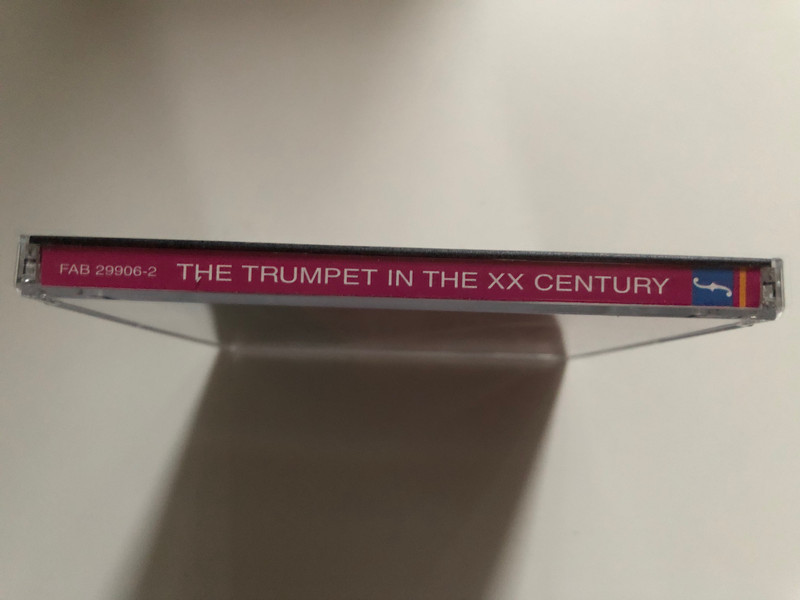 FAB 29906-2 THE TRUMPET IN THE XX CENTURY